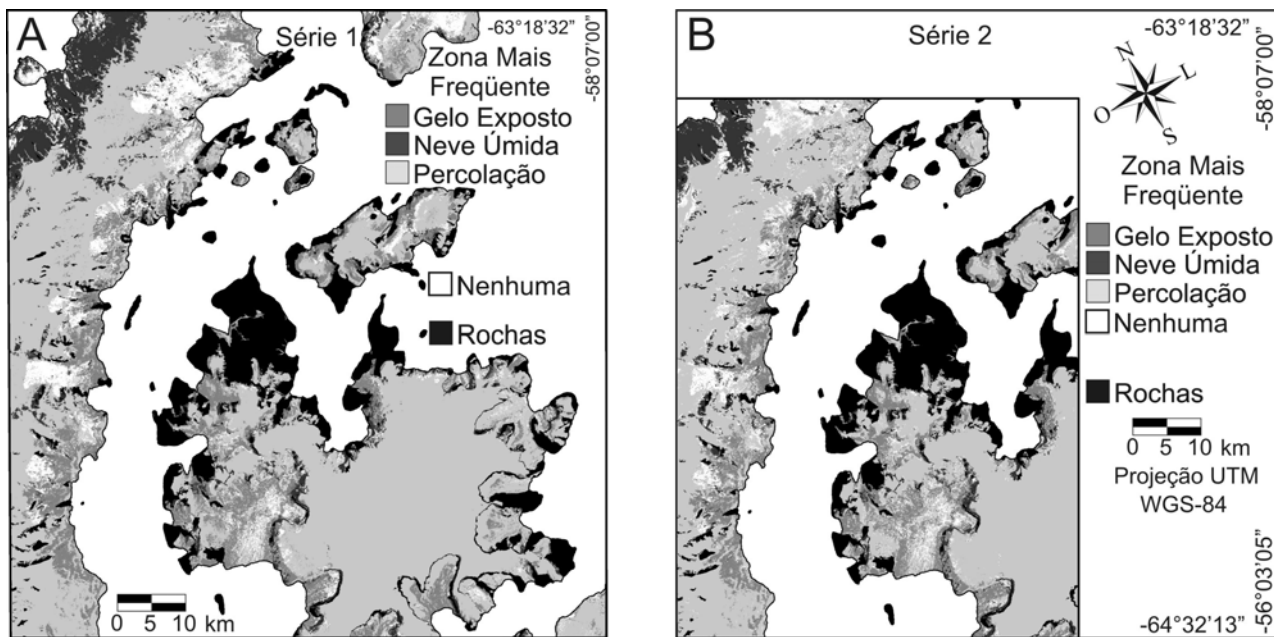 A
Série 1
-63°18'32"
-58°07'00"
Zona Mais
Freqüente
Gelo Exposto
Neve Úmida
Percolação
Nenhuma
Rochas
0 5 10 km
B
Série 2
-63°18'32"
-58°07'00"
N
L
O
S
Zona Mais
Freqüente
Gelo Exposto
Neve Úmida
Percolação
Nenhuma
Rochas
0 5 10 km
Projeção UTM
WGS-84
-56°03'05"
-64°32'13"